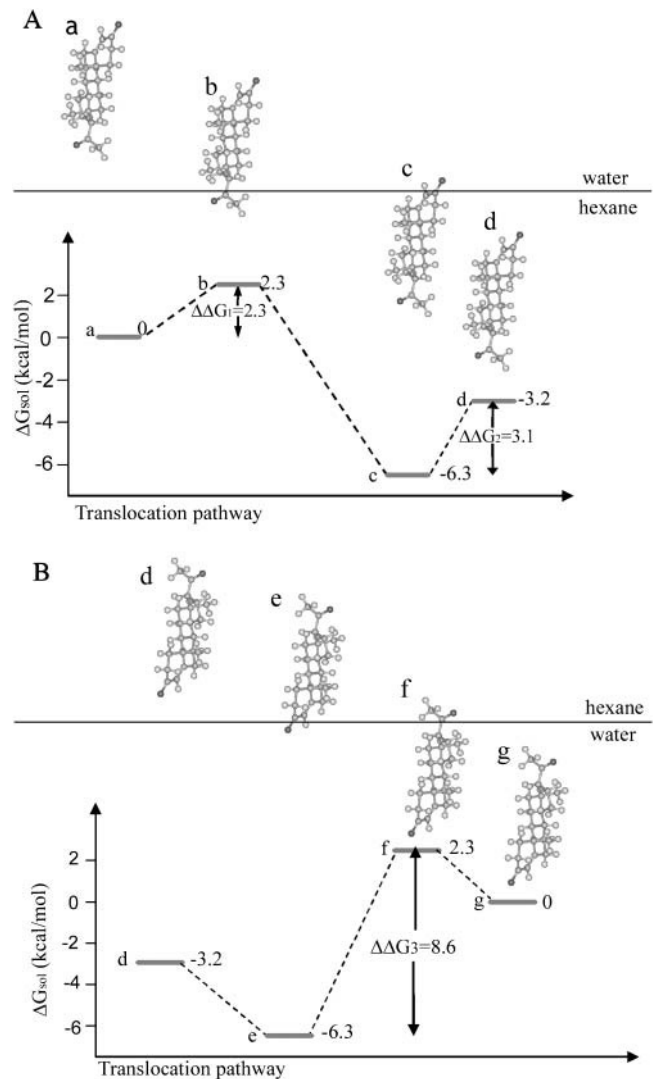 A
a
b
c
water
hexane
d
2
0
-2
-4
-6
ΔGsol (kcal/mol)
a
0
b
2.3
ΔΔG1=2.3
c
-6.3
d
-3.2
ΔΔG2=3.1
Translocation pathway
B
d
e
f
hexane
water
g
2
0
-2
-4
-6
ΔGsol (kcal/mol)
d
-3.2
e
-6.3
f
2.3
g
0
ΔΔG3=8.6
Translocation pathway